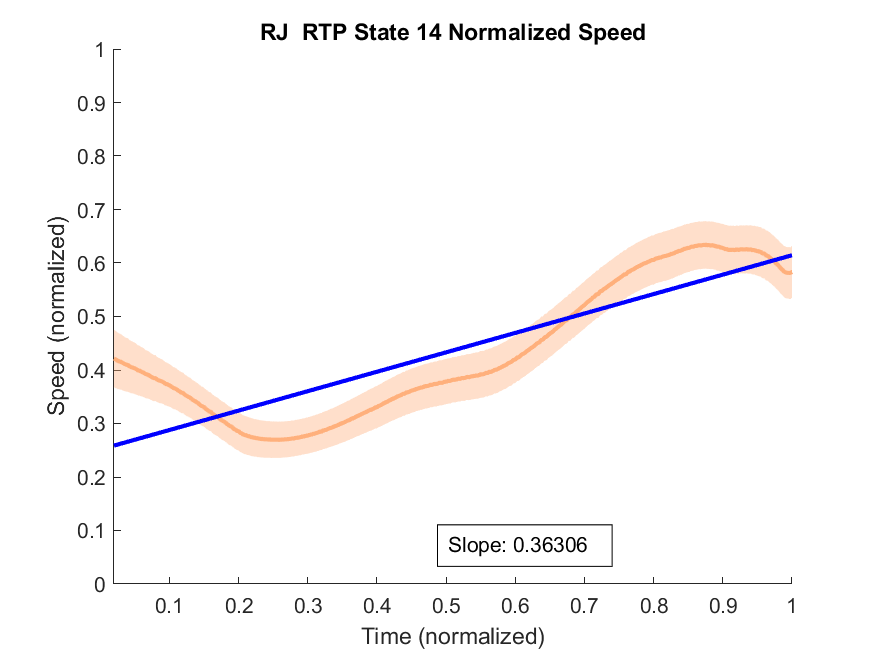 RJ  RTP State 14 Normalized Speed
1
0.9
0.8
0.7
0.6
0.5
0.4
0.3
0.2
0.1
0
Speed (normalized)
Slope: 0.36306
0.1 0.2 0.3 0.4 0.5 0.6 0.7 0.8 0.9 1
Time (normalized)